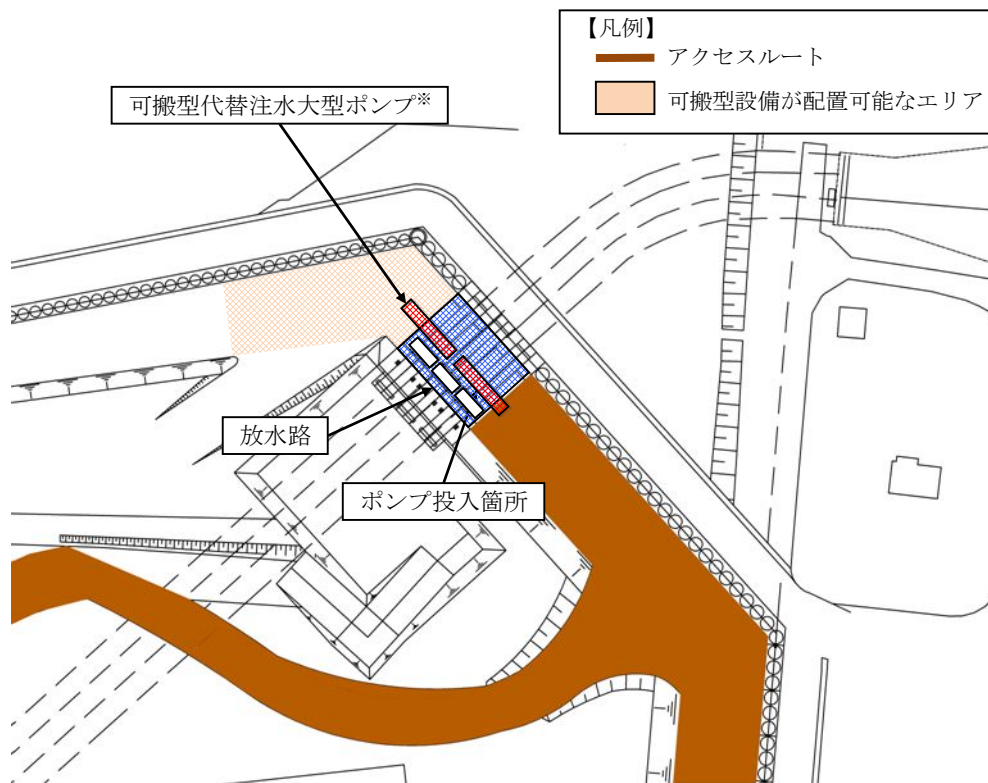 【凡例】
アクセスルート
可搬型設備が配置可能なエリア
可搬型代替注水大型ポンプ※
放水路
ポンプ投入箇所